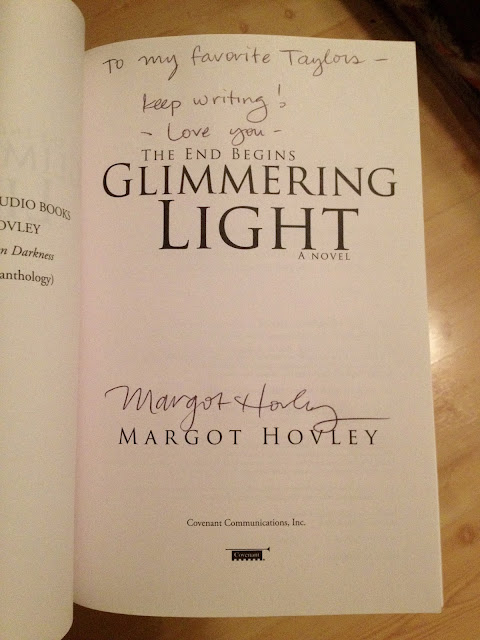 UDIO BOOKS
OVLEY
n Darkness
anthology)
To my favorite Taylors –
keep writing!
- Love you -
The End Begins
Glimmering
Light
A novel
Margot Hovley
Margot Hovley
Covenant Communications, Inc.
Covenant